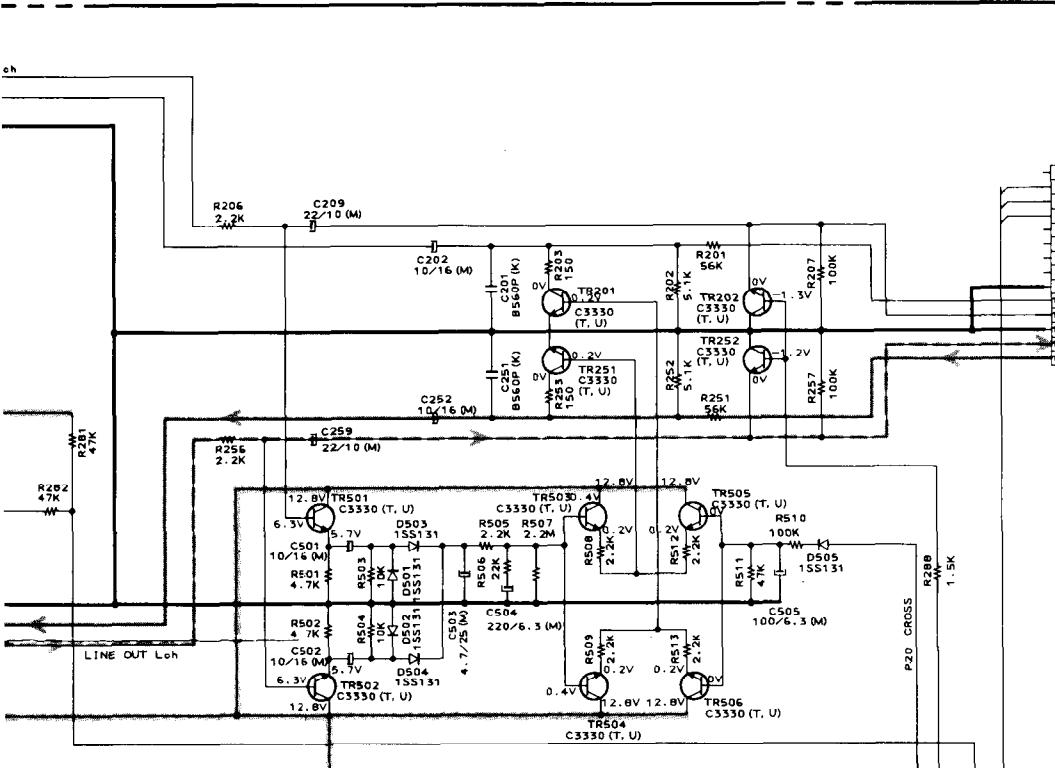 ch
R206
2.2K
C209
22/10 (M)
C202
10/16 (M)
C201
B560P (K)
R203
150
0V
TR201
0.2V
C3330
(T, U)
R202
5.1K
R201
56K
0V
TR202
C3330
(T, U)
-1.3V
R207
100K
C251
B560P (K)
0V
R253
150
0.2V
TR251
C3330
(T, U)
R252
5.1K
TR252
C3330
(T, U)
-1.2V
0V
R251
56K
R257
100K
C252
10/16 (M)
C259
22/10 (M)
R256
2.2K
R281
47K
R282
47K
12.8V
TR501
C3330 (T, U)
6.3V
5.7V
C501
10/16 (M)
R501
4.7K
R503
10K
D501
1SS131
D503
1SS131
R505
2.2K
R507
2.2M
R506
22K
TR503
0.4V
C3330
(T, U)
12.8V
12.8V
0.2V
0.2V
R508
2.2K
R512
2.2K
TR505
C3330 (T, U)
0V
R510
100K
D505
1SS131
R511
47K
C505
100/6.3 (M)
R288
1.5K
P20 CROSS
R502
4.7K
C502
10/16 (M)
R504
10K
D502
1SS131
D504
1SS131
C503
4.7/25 (M)
C504
220/6.3 (M)
5.7V
6.3V
TR502
C3330 (T, U)
12.8V
R509
2.2K
R513
2.2K
0.2V
0.2V
0.4V
0V
12.8V
12.8V
TR504
C3330 (T, U)
TR506
C3330 (T, U)
LINE OUT Lch